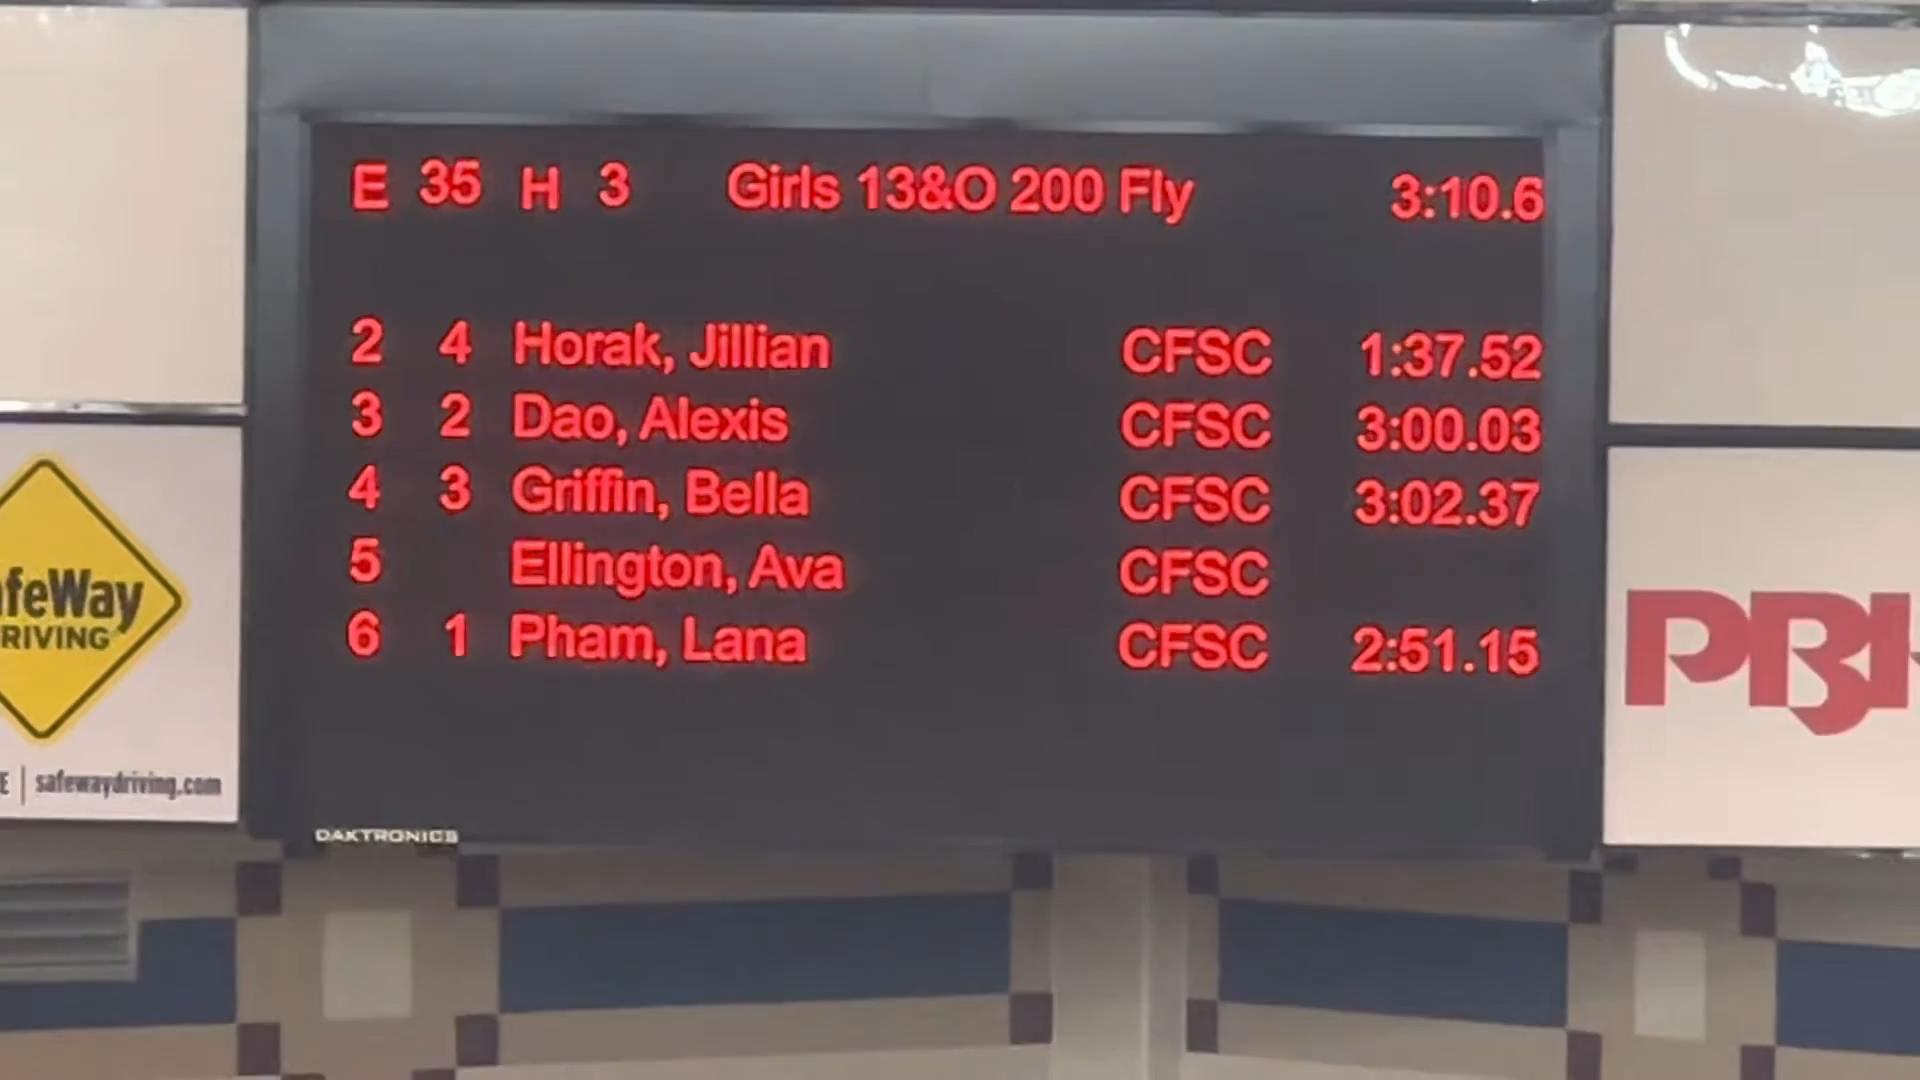 E 35 H 3 Girls 13&O 200 Fly 3:10.6
2 4 Horak, Jillian CFSC 1:37.52
3 2 Dao, Alexis CFSC 3:00.03
4 3 Griffin, Bella CFSC 3:02.37
5 Ellington, Ava CFSC
6 1 Pham, Lana CFSC 2:51.15
DAKTRONICS
afeWay
RIVING
E | safewaydriving.com